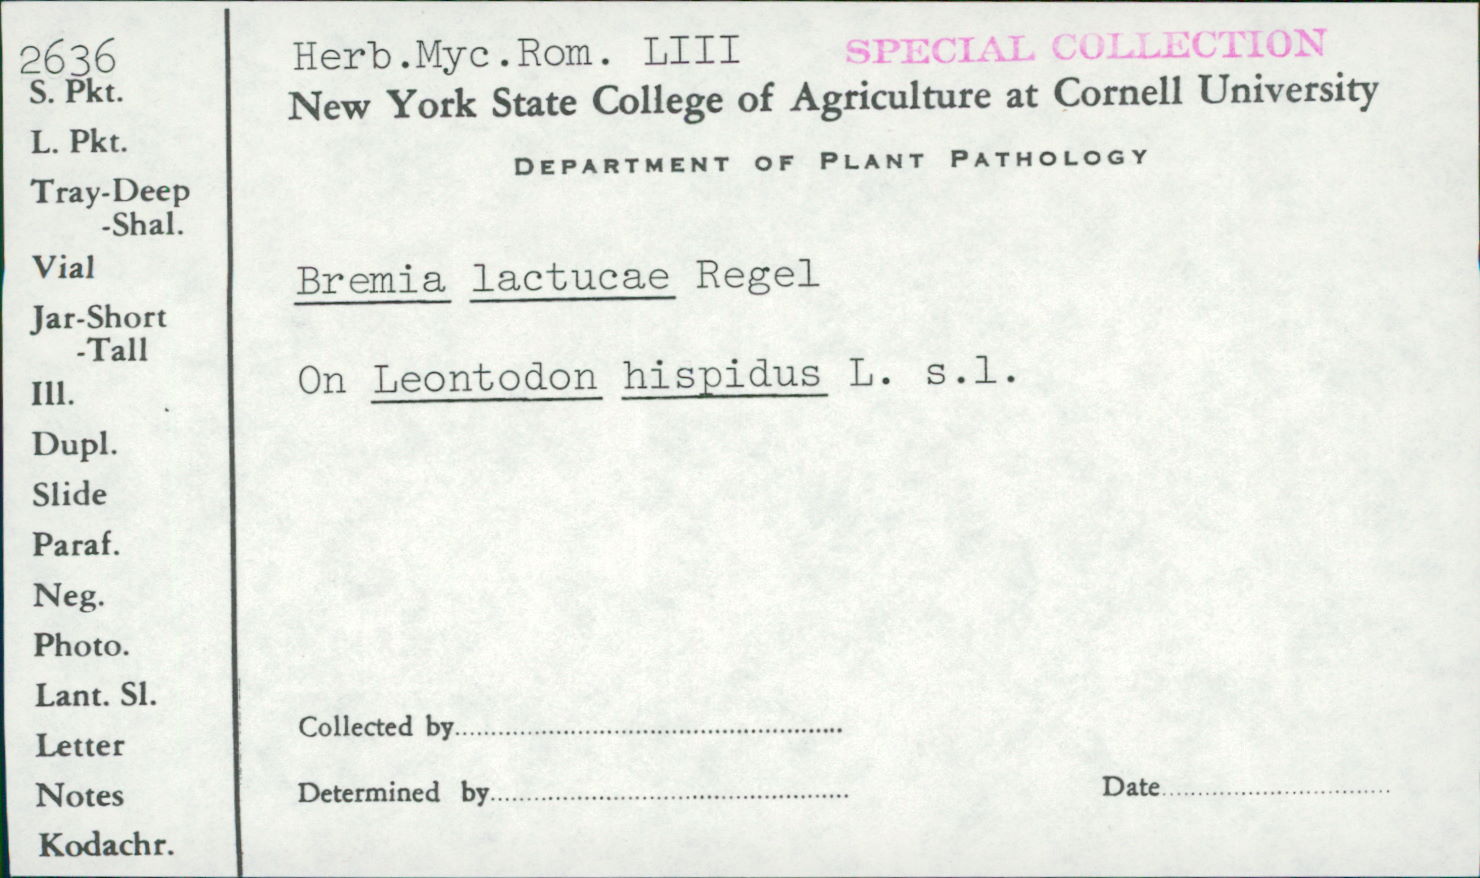 2636
S. Pkt.
L. Pkt.
Tray-Deep
-Shal.
Vial
Jar-Short
-Tall
Ill.
Dupl.
Slide
Paraf.
Neg.
Photo.
Lant. Sl.
Letter
Notes
Kodachr.
Herb.Myc.Rom. LIII SPECIAL COLLECTION
New York State College of Agriculture at Cornell University
DEPARTMENT OF PLANT PATHOLOGY
Bremia lactucae Regel
On Leontodon hispidus L. s.l.
Collected by
Determined by
Date